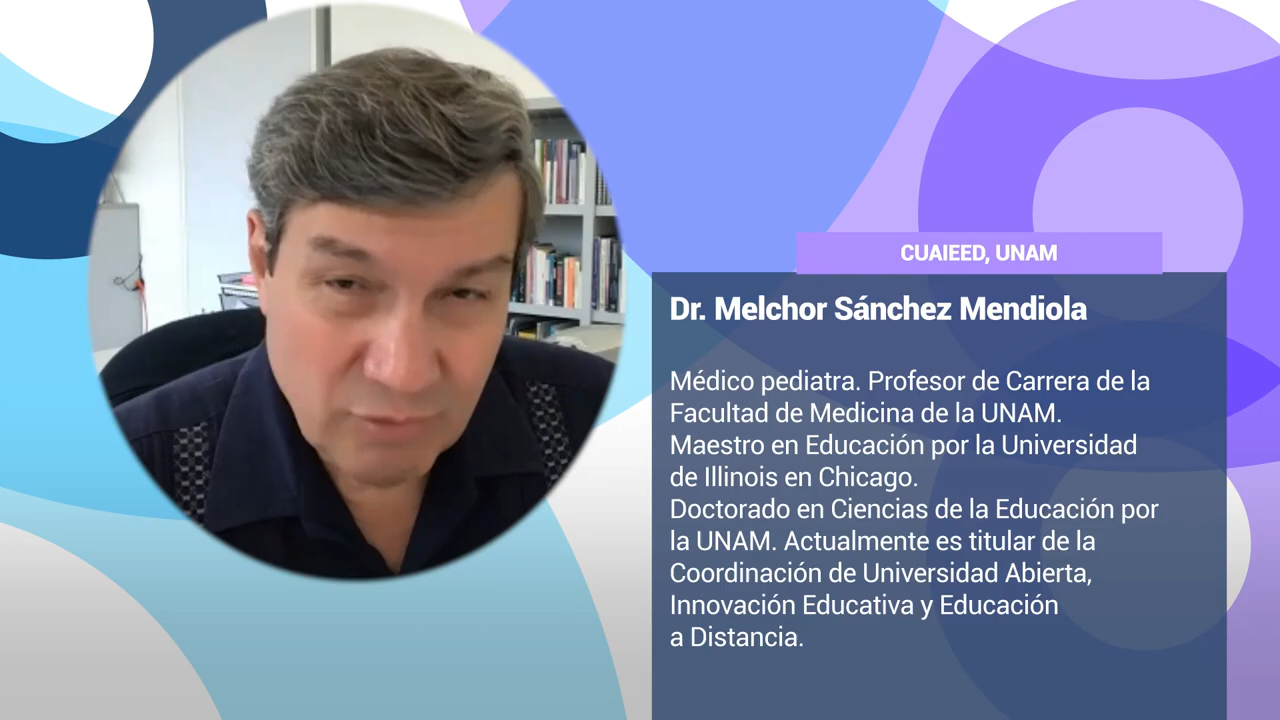 CUAIEED, UNAM
Dr. Melchor Sánchez Mendiola
Médico pediatra. Profesor de Carrera de la
Facultad de Medicina de la UNAM.
Maestro en Educación por la Universidad
de Illinois en Chicago.
Doctorado en Ciencias de la Educación por
la UNAM. Actualmente es titular de la
Coordinación de Universidad Abierta,
Innovación Educativa y Educación
a Distancia.